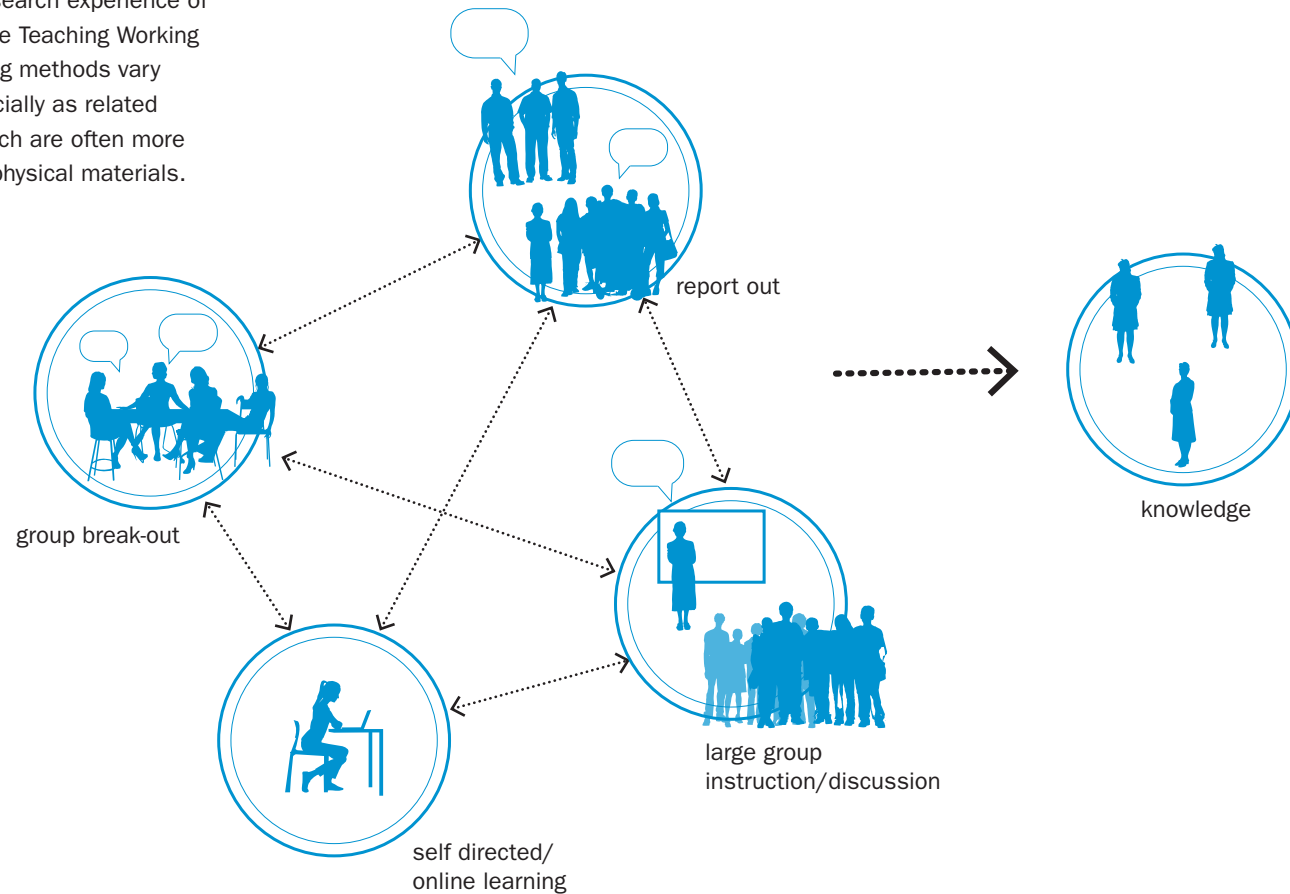 search experience of
e Teaching Working
g methods vary
cially as related
ch are often more
physical materials.
report out
group break-out
knowledge
large group
instruction/discussion
self directed/
online learning